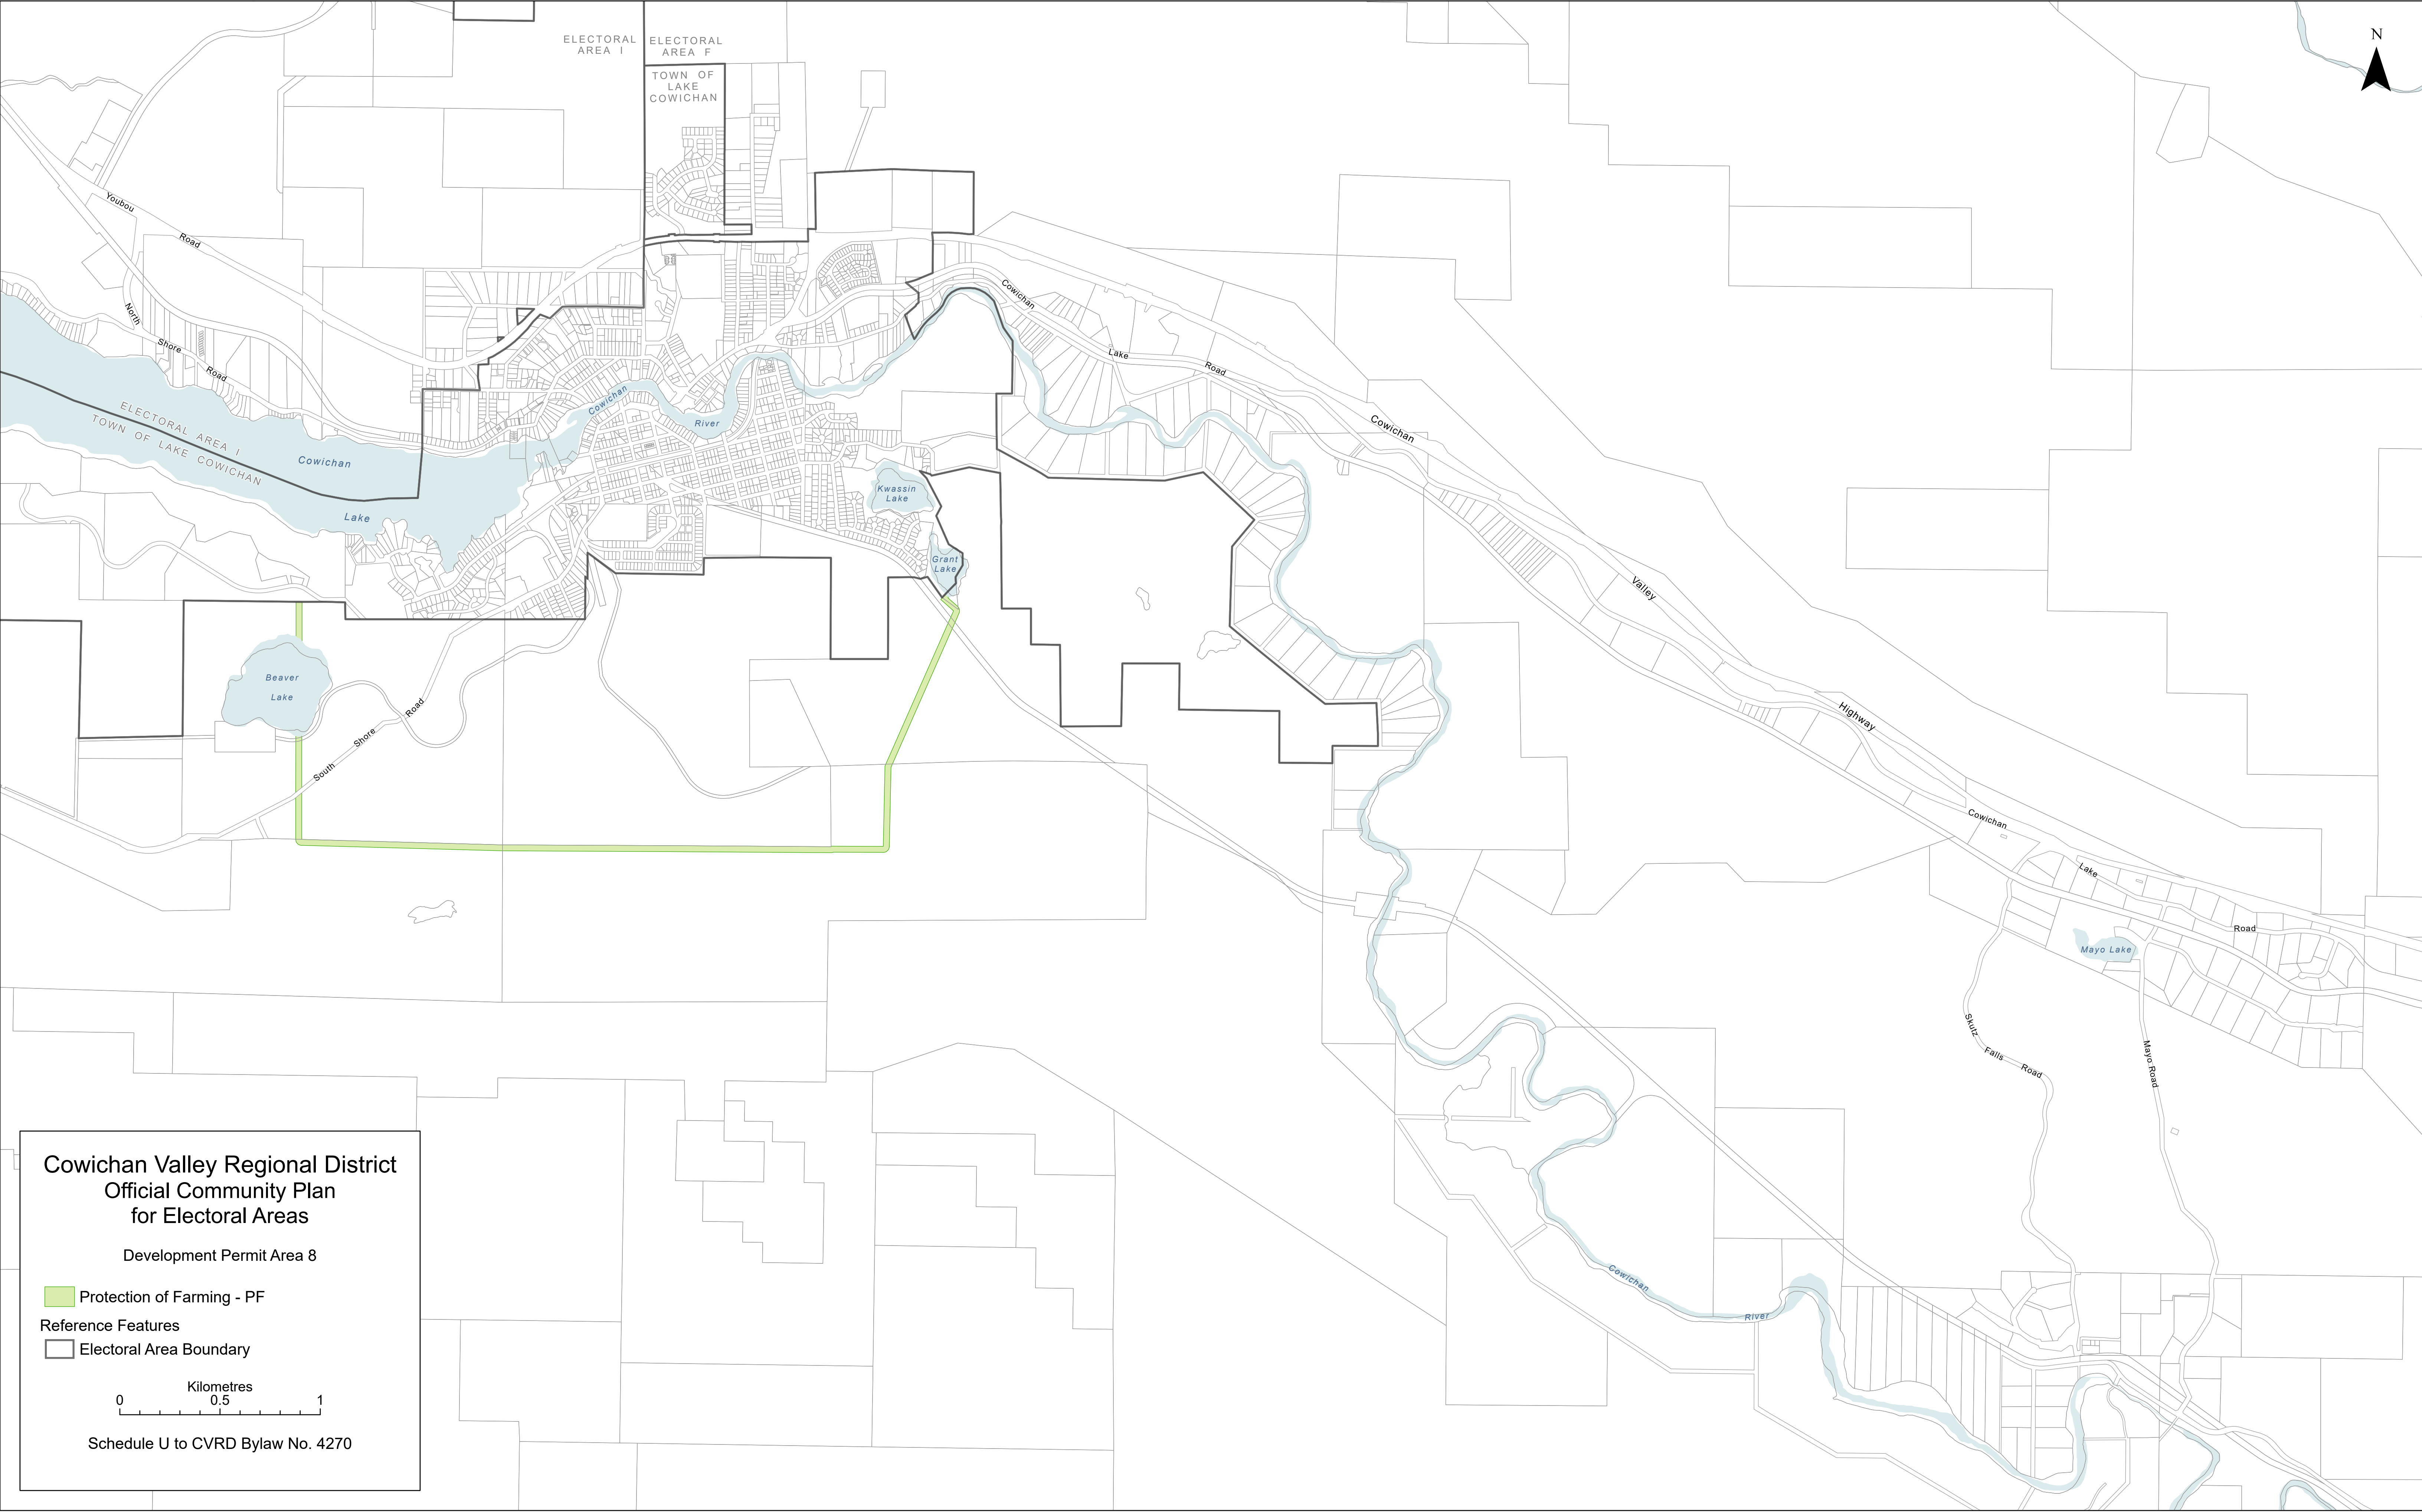 N
ELECTORAL
AREA I
ELECTORAL
AREA F
TOWN OF
LAKE
COWICHAN
Youbou
Road
North
Shore
Road
ELECTORAL AREA I
TOWN OF LAKE COWICHAN
Cowichan
Lake
Cowichan
River
Kwassin
Lake
Grant
Lake
Beaver
Lake
South
Shore
Road
Cowichan
Lake
Road
Cowichan
Valley
Highway
Cowichan
Lake
Road
Mayo Lake
Skutz
Falls
Road
Mayo Road
Cowichan
River
Cowichan Valley Regional District
Official Community Plan
for Electoral Areas
Development Permit Area 8
Protection of Farming - PF
Reference Features
Electoral Area Boundary
Kilometres
0 0.5 1
Schedule U to CVRD Bylaw No. 4270